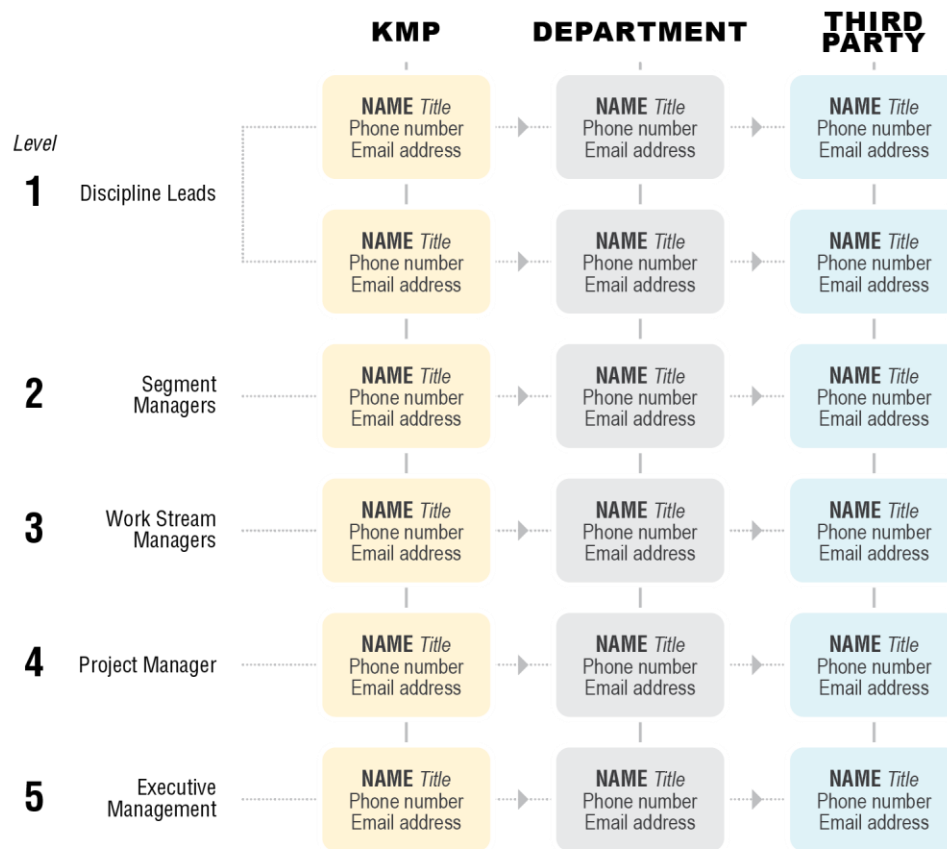 KMP
DEPARTMENT
THIRD
PARTY
Level
1
Discipline Leads
NAME Title
Phone number
Email address
NAME Title
Phone number
Email address
NAME Title
Phone number
Email address
NAME Title
Phone number
Email address
NAME Title
Phone number
Email address
NAME Title
Phone number
Email address
2
Segment
Managers
NAME Title
Phone number
Email address
NAME Title
Phone number
Email address
NAME Title
Phone number
Email address
3
Work Stream
Managers
NAME Title
Phone number
Email address
NAME Title
Phone number
Email address
NAME Title
Phone number
Email address
4
Project Manager
NAME Title
Phone number
Email address
NAME Title
Phone number
Email address
NAME Title
Phone number
Email address
5
Executive
Management
NAME Title
Phone number
Email address
NAME Title
Phone number
Email address
NAME Title
Phone number
Email address